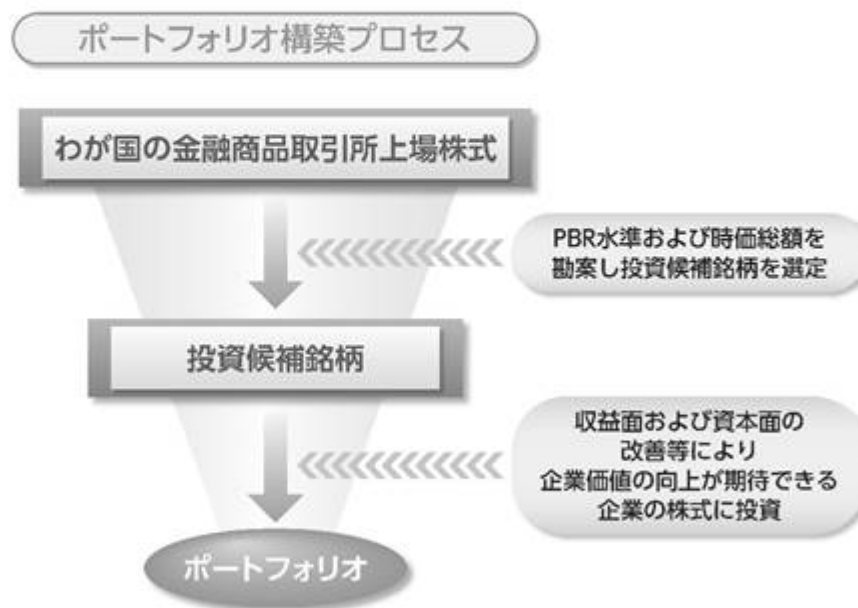 ポートフォリオ構築プロセス
わが国の金融商品取引所上場株式
PBR水準および時価総額を
勘案し投資候補銘柄を選定
投資候補銘柄
収益面および資本面の
改善等により
企業価値の向上が期待できる
企業の株式に投資
ポートフォリオ